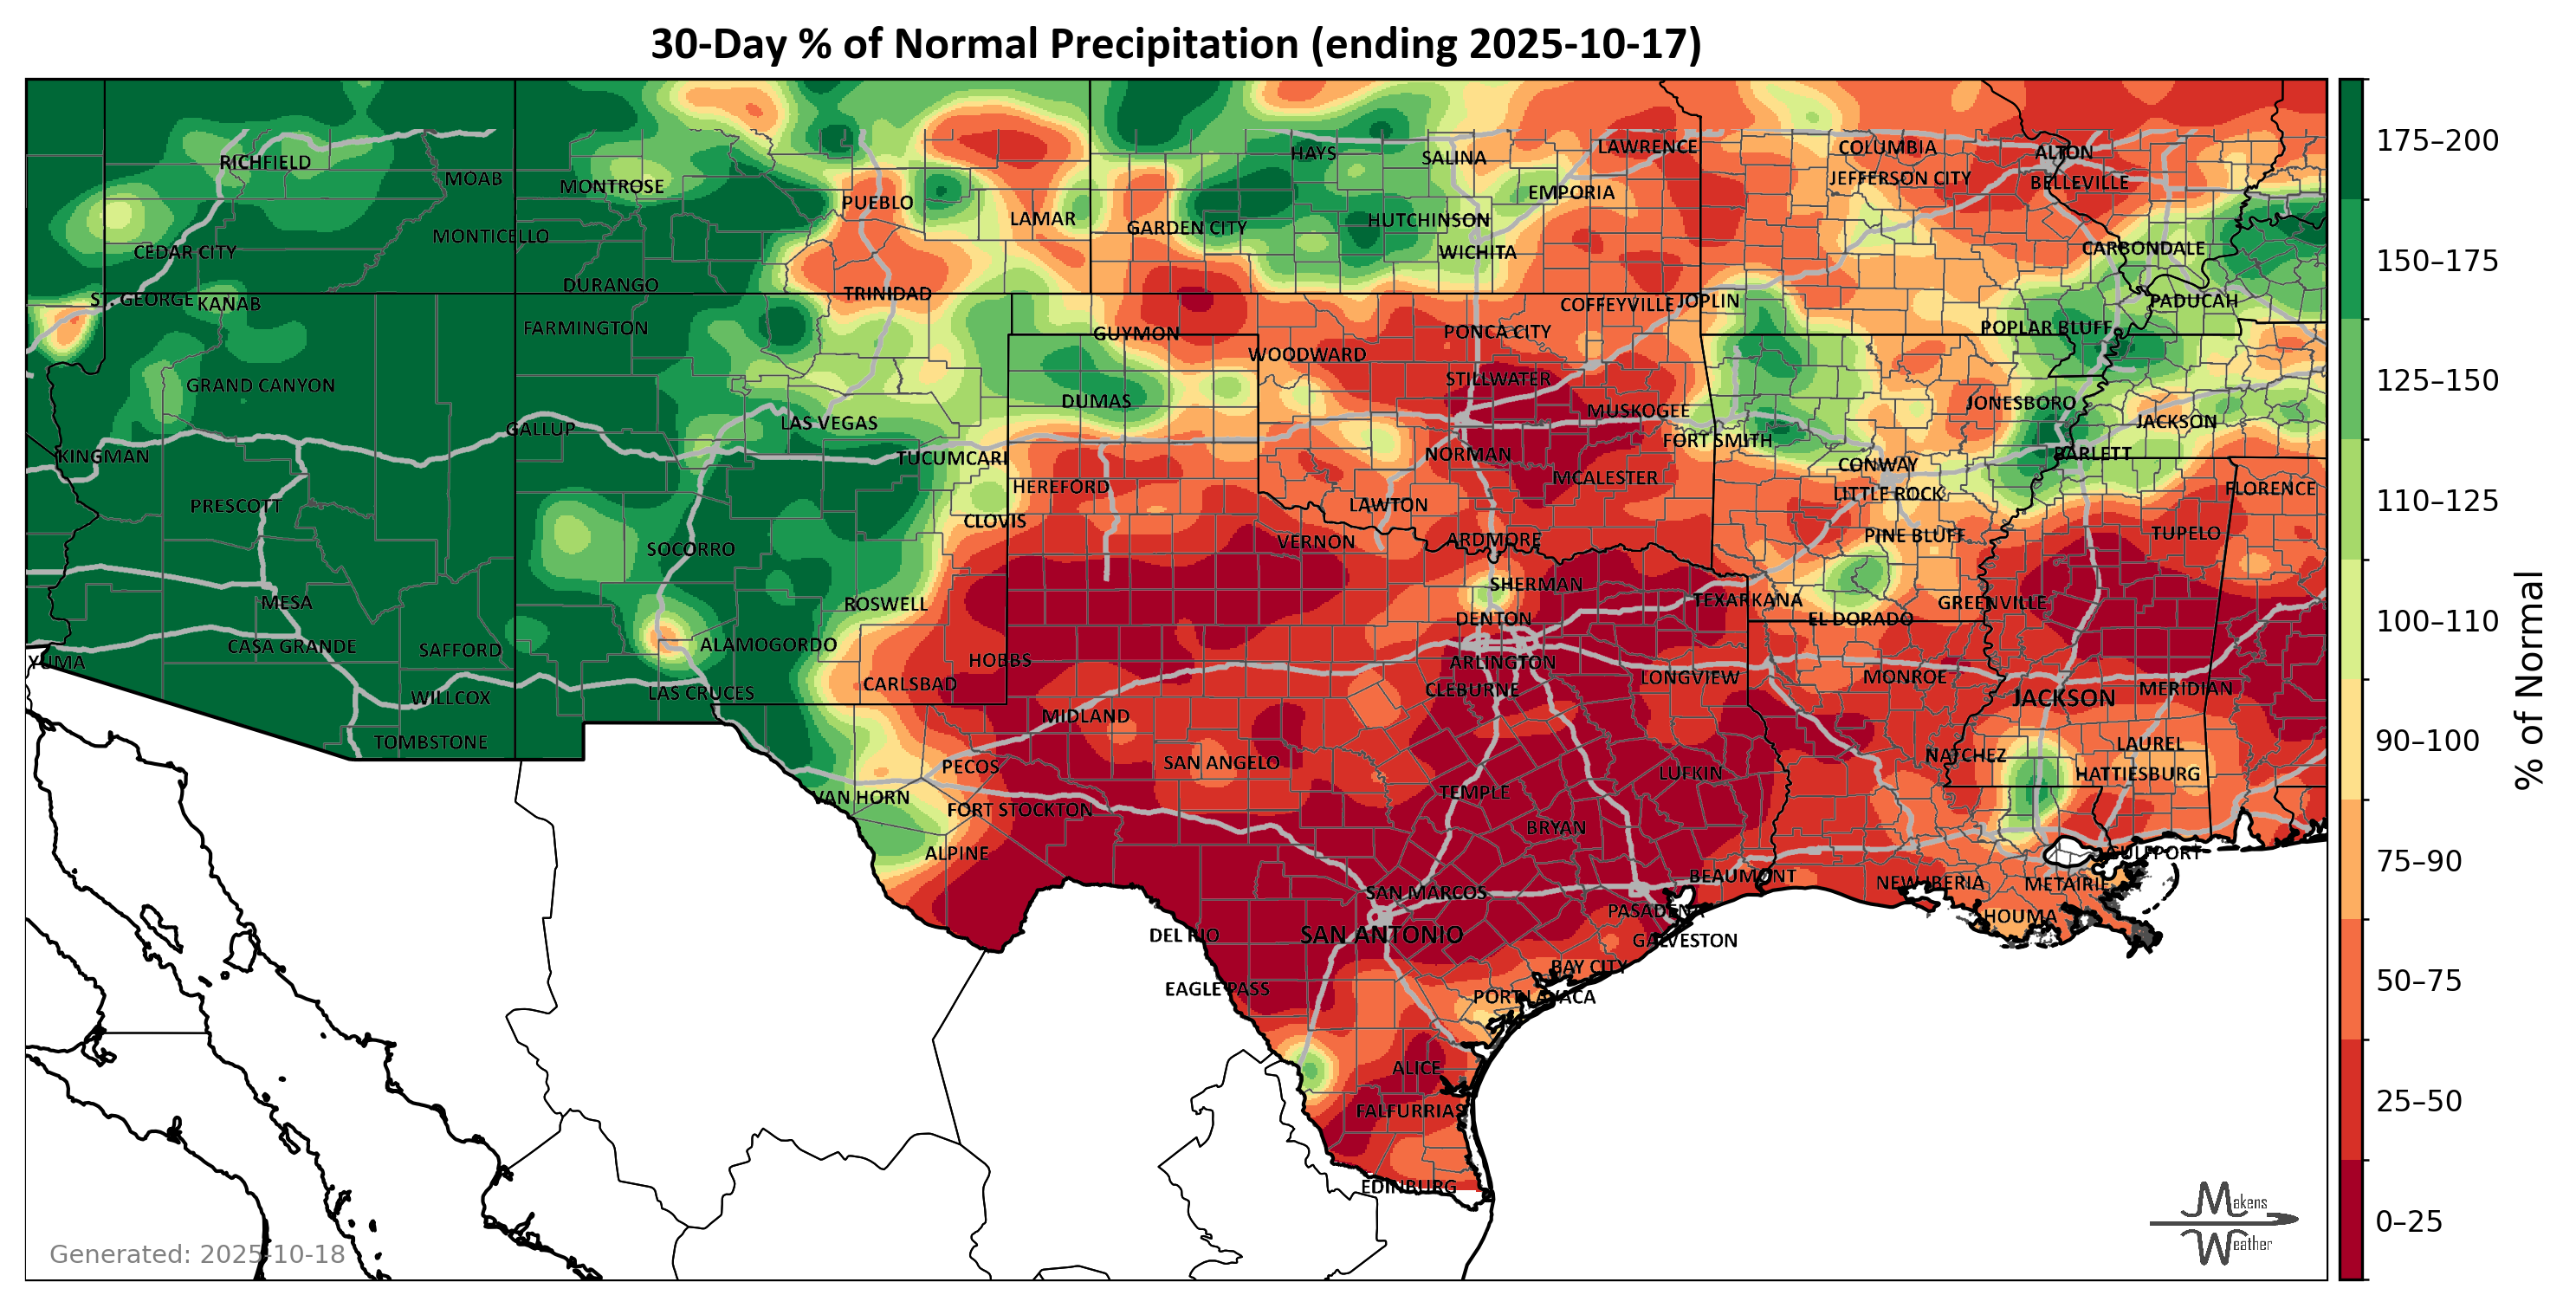 30-Day % of Normal Precipitation (ending 2025-10-17)
HAYS
SALINA
LAWRENCE
COLUMBIA
ALTON
RICHFIELD
MOAB
MONTROSE
JEFFERSON CITY
BELLEVILLE
PUEBLO
LAMAR
EMPORIA
GARDEN CITY
HUTCHINSON
MONTICELLO
CEDAR CITY
WICHITA
CARBONDALE
DURANGO
TRINIDAD
ST. GEORGE
KANAB
COFFEYVILLE
JOPLIN
PADUCAH
FARMINGTON
GUYMON
PONCA CITY
POPLAR BLUFF
WOODWARD
GRAND CANYON
STILLWATER
DUMAS
MUSKOGEE
JONESBORO
GALLUP
LAS VEGAS
FORT SMITH
JACKSON
KINGMAN
TUCUMCARI
NORMAN
CONWAY
BARLETT
PRESCOTT
HEREFORD
MCALESTER
LITTLE ROCK
FLORENCE
CLOVIS
LAWTON
SOCORRO
VERNON
ARDMORE
PINE BLUFF
TUPELO
MESA
ROSWELL
SHERMAN
TEXARKANA
GREENVILLE
DENTON
EL DORADO
CASA GRANDE
SAFFORD
ALAMOGORDO
YUMA
HOBBS
ARLINGTON
WILLCOX
LAS CRUCES
CARLSBAD
CLEBURNE
LONGVIEW
MONROE
JACKSON
MERIDIAN
TOMBSTONE
MIDLAND
PECOS
SAN ANGELO
NATCHEZ
LAUREL
LUFKIN
HATTIESBURG
VAN HORN
FORT STOCKTON
TEMPLE
BRYAN
ALPINE
GULFPORT
SAN MARCOS
BEAUMONT
NEW IBERIA
METAIRIE
PASADENA
HOUMA
DEL RIO
SAN ANTONIO
GALVESTON
BAY CITY
EAGLE PASS
PORT LAVACA
ALICE
FALFURRIAS
EDINBURG
Generated: 2025-10-18
Makens
Weather
175–200
150–175
125–150
110–125
100–110
90–100
75–90
50–75
25–50
0–25
% of Normal